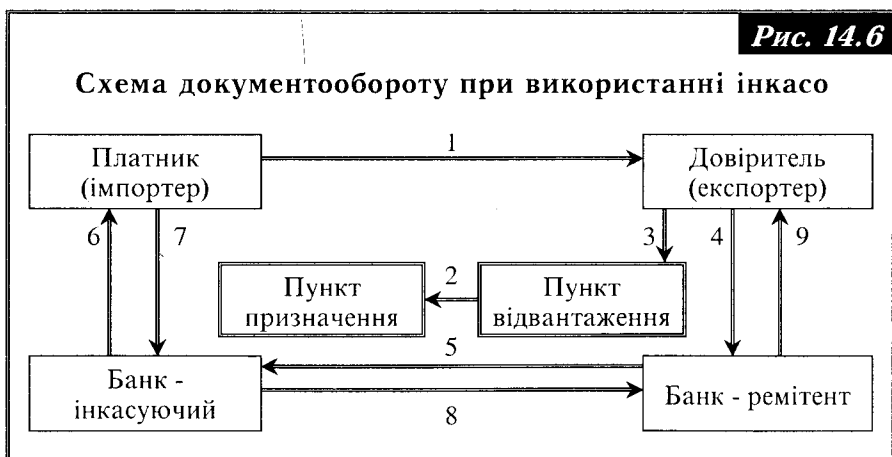 Рис. 14.6
Схема документообороту при використанні інкасо
Платник
(імпортер)
1
Довіритель
(експортер)
6
7
3
4
9
Пункт
призначення
2
Пункт
відвантаження
5
Банк -
інкасуючий
8
Банк - ремітент